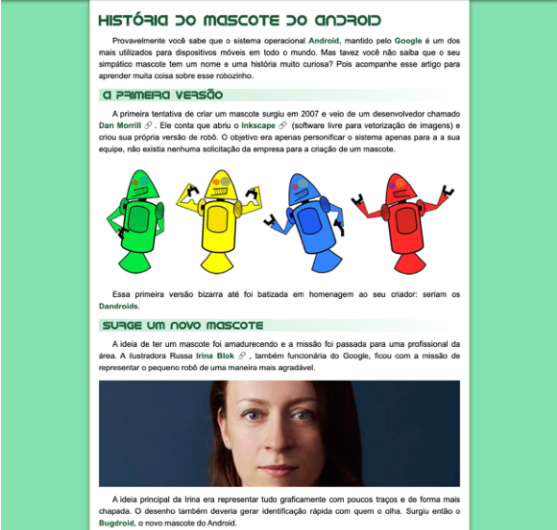 História do Mascote do Android
Provavelmente você sabe que o sistema operacional Android, mantido pelo Google é um dos
mais utilizados para dispositivos móveis em todo o mundo. Mas tavez você não saiba que o seu
simpático mascote tem um nome e uma história muito curiosa? Pois acompanhe esse artigo para
aprender muita coisa sobre esse robozinho.
A primeira versão
A primeira tentativa de criar um mascote surgiu em 2007 e veio de um desenvolvedor chamado
Dan Morrill . Ele conta que abriu o Inkscape (software livre para vetorização de imagens) e
criou sua própria versão de robô. O objetivo era apenas personificar o sistema apenas para a a sua
equipe, não existia nenhuma solicitação da empresa para a criação de um mascote.
Essa primeira versão bizarra até foi batizada em homenagem ao seu criador: seriam os
Dandroids.
Surge um novo mascote
A ideia de ter um mascote foi amadurecendo e a missão foi passada para uma profissional da
área. A ilustradora Russa Irina Blok , também funcionária do Google, ficou com a missão de
representar o pequeno robô de uma maneira mais agradável.
A ideia principal da Irina era representar tudo graficamente com poucos traços e de forma mais
chapada. O desenho também deveria gerar identificação rápida com quem o olha. Surgiu então o
Bugdroid, o novo mascote do Android.